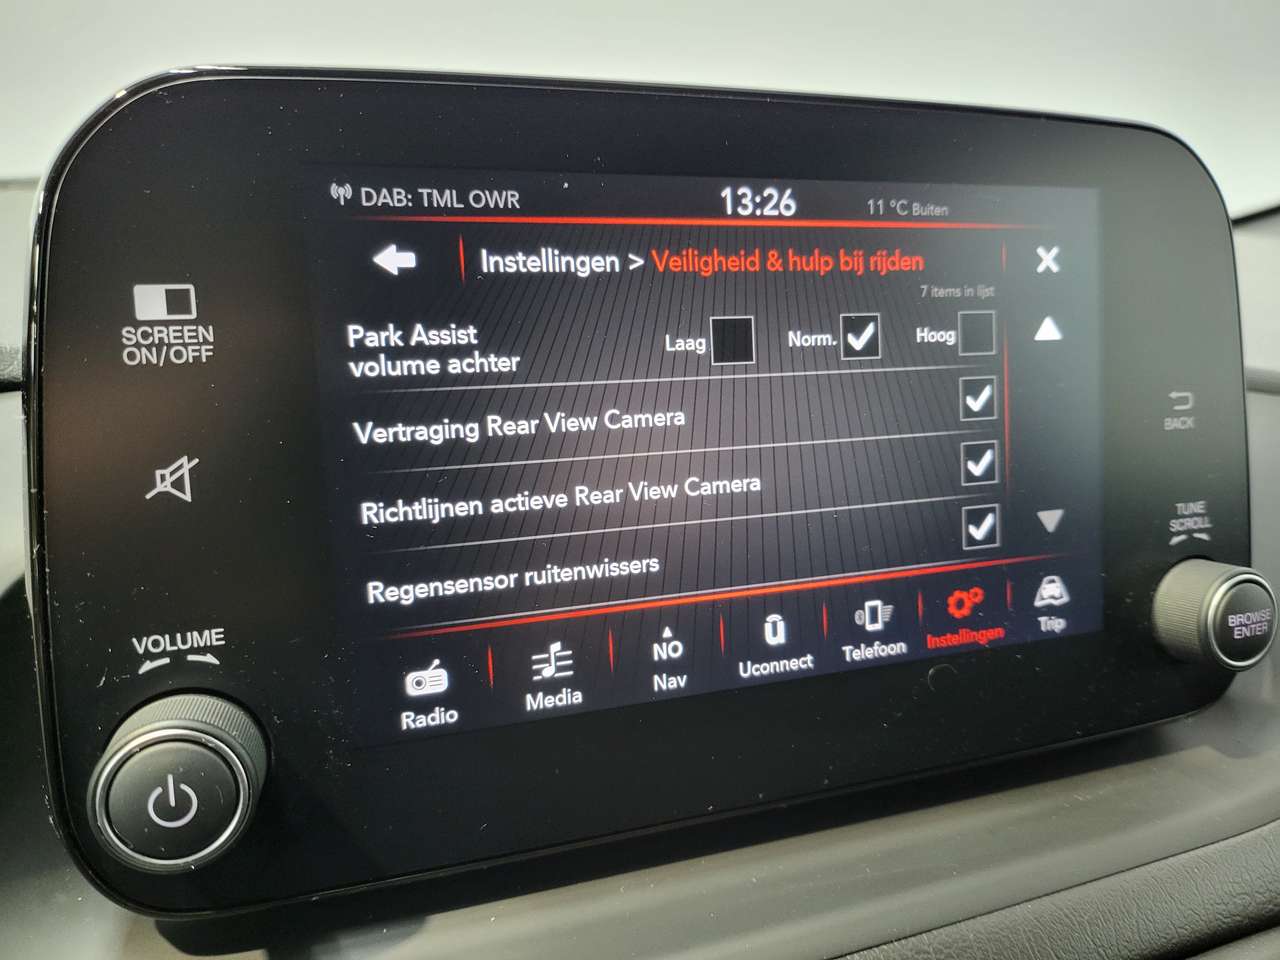 DAB: TML OWR 13:26 11 °C Buiten
Instellingen > Veiligheid & hulp bij rijden
7 items in lijst
Park Assist
volume achter
Laag Norm. Hoog
Vertraging Rear View Camera
Richtlijnen actieve Rear View Camera
Regensensor ruitenwissers
Radio
Media
NO
Nav
û
Uconnect
Telefoon
Instellingen
Trip
SCREEN
ON/OFF
VOLUME
BACK
TUNE
SCROLL
BROWSE
ENTER